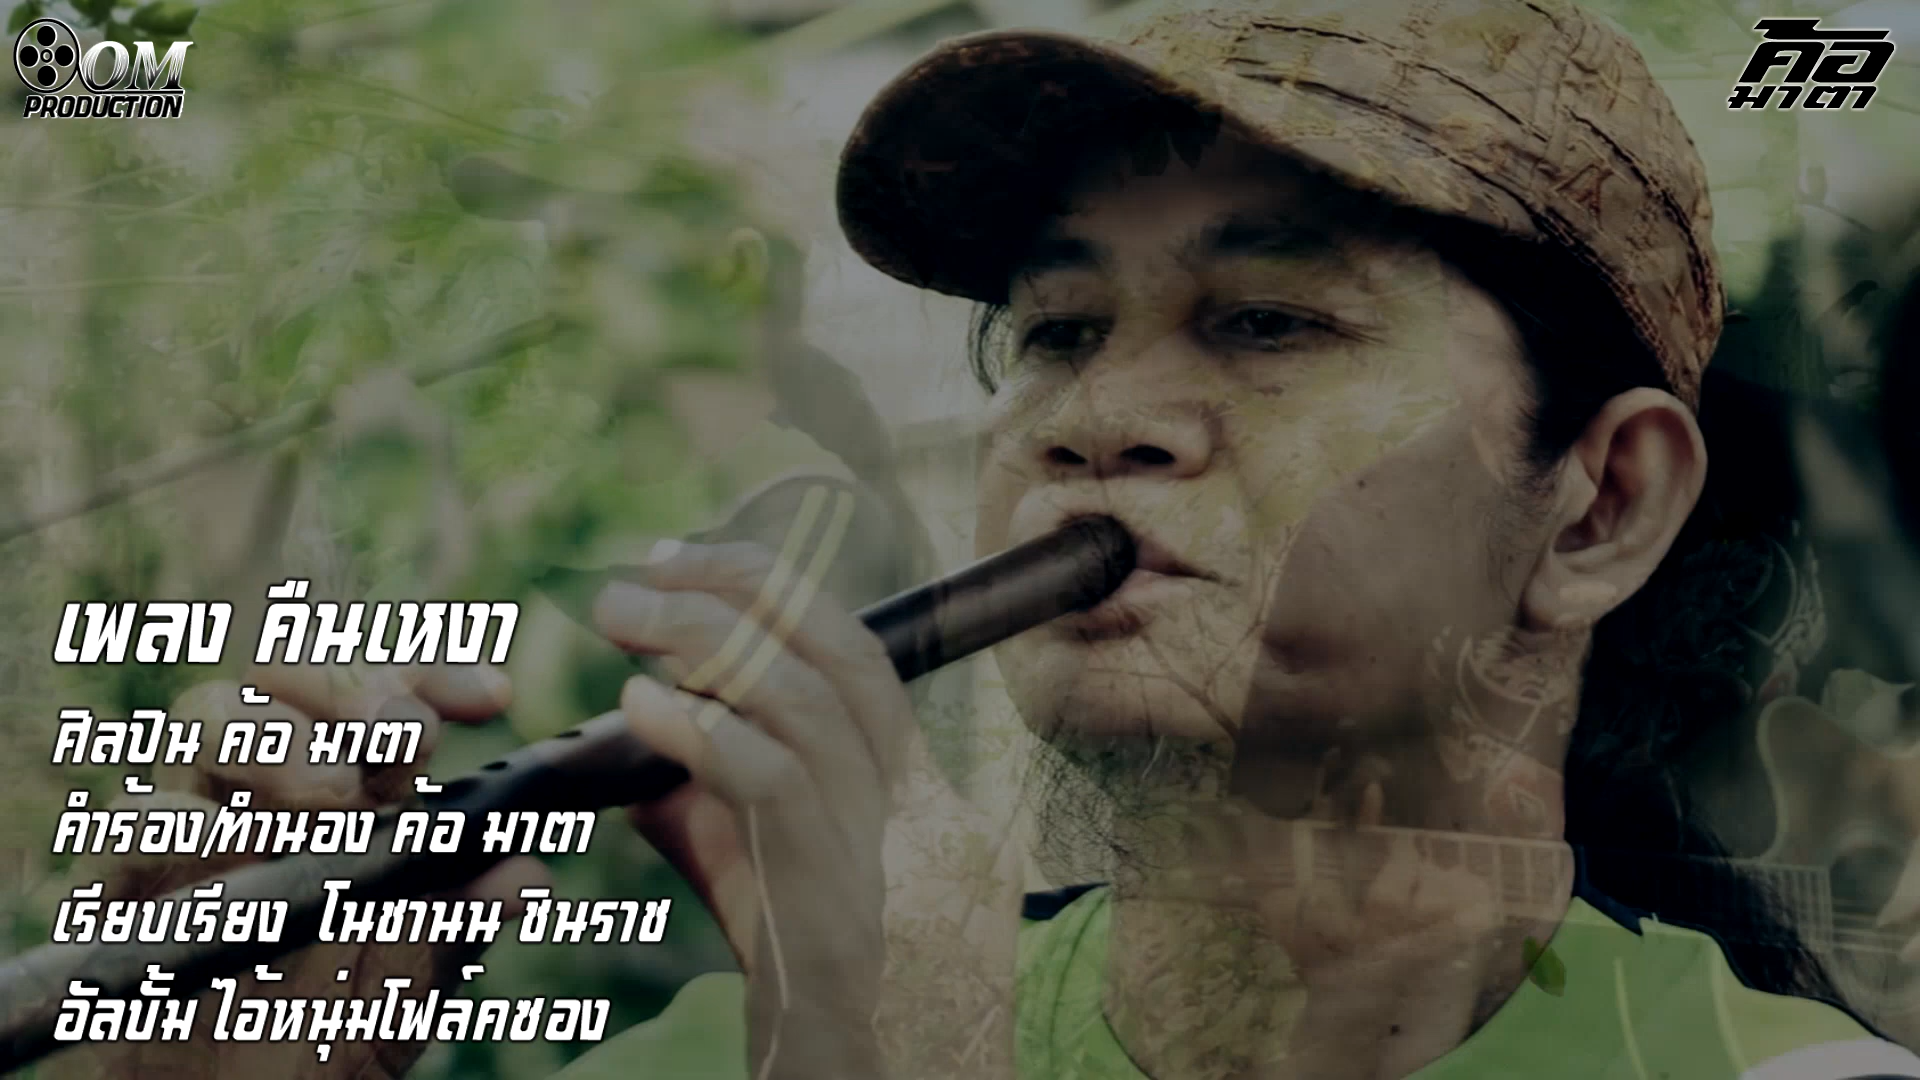 OOM
PRODUCTION
ค้อ
มาตา
เพลง คืนเหงา
ศิลปิน ค้อ มาตา
คำร้อง/ทำนอง ค้อ มาตา
เรียบเรียง โนชานน ชินราช
อัลบั้ม ไอ้หนุ่มโฟล์คซอง